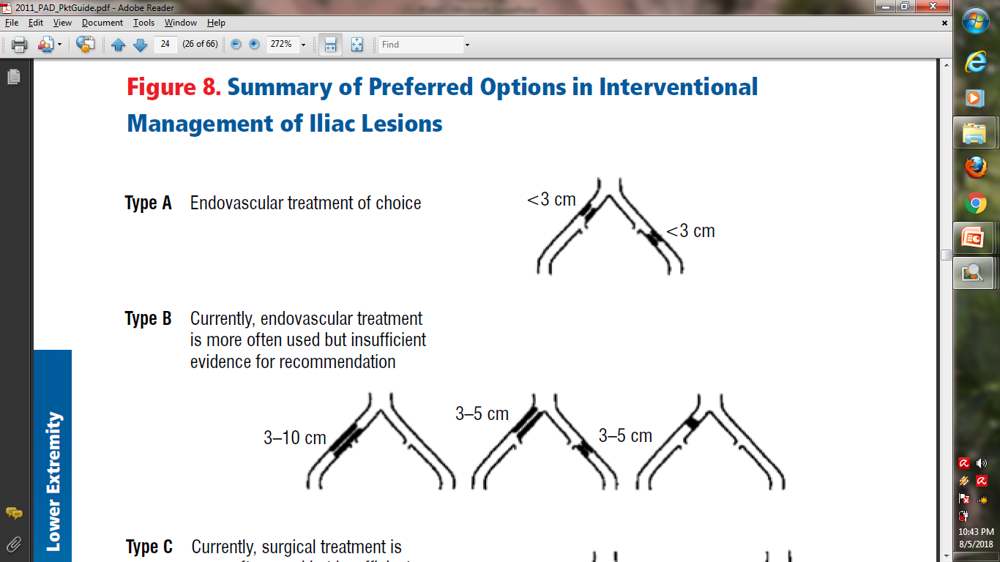 2011_PAD_PktGuide.pdf - Adobe Reader
File Edit View Document Tools Window Help
24 (26 of 66) 272% Find
Figure 8. Summary of Preferred Options in Interventional
Management of Iliac Lesions
Type A Endovascular treatment of choice
<3 cm
<3 cm
Type B Currently, endovascular treatment
is more often used but insufficient
evidence for recommendation
3–10 cm
3–5 cm
3–5 cm
Lower Extremity
Type C Currently, surgical treatment is
10:43 PM
8/5/2018